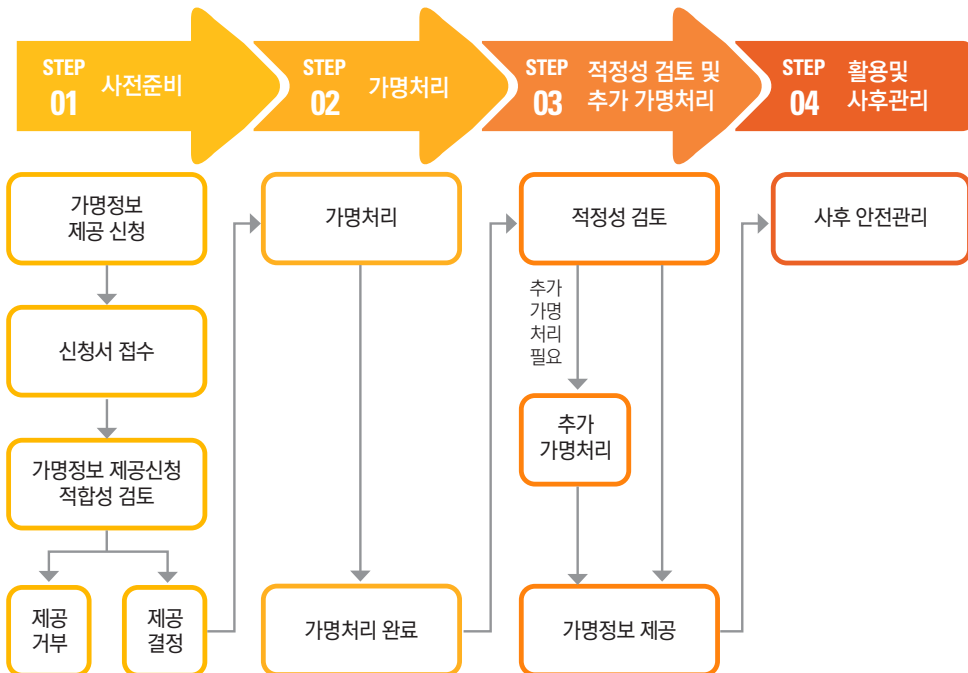 STEP
01
사전준비
STEP
02
가명처리
STEP
03
적정성 검토 및
추가 가명처리
STEP
04
활용및
사후관리
가명정보
제공 신청
신청서 접수
가명정보 제공신청
적합성 검토
제공
거부
제공
결정
가명처리
가명처리 완료
적정성 검토
추가
가명
처리
필요
추가
가명처리
가명정보 제공
사후 안전관리